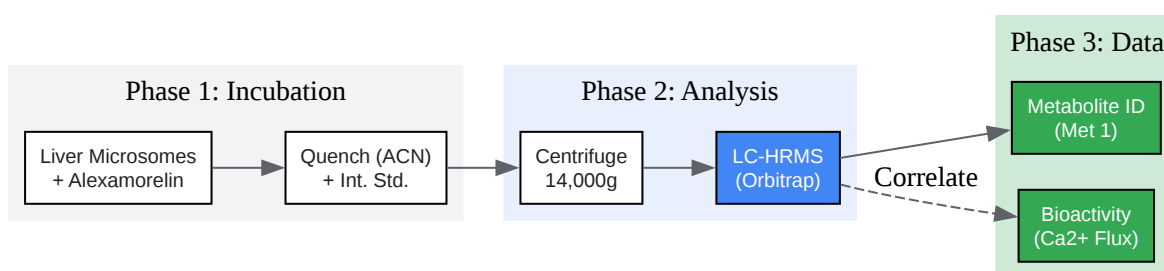 Phase 1: Incubation
Liver Microsomes
+ Alexamorelin
Quench (ACN)
+ Int. Std.
Phase 2: Analysis
Centrifuge
14,000g
LC-HRMS
(Orbitrap)
Correlate
Phase 3: Data
Metabolite ID
(Met 1)
Bioactivity
(Ca2+ Flux)